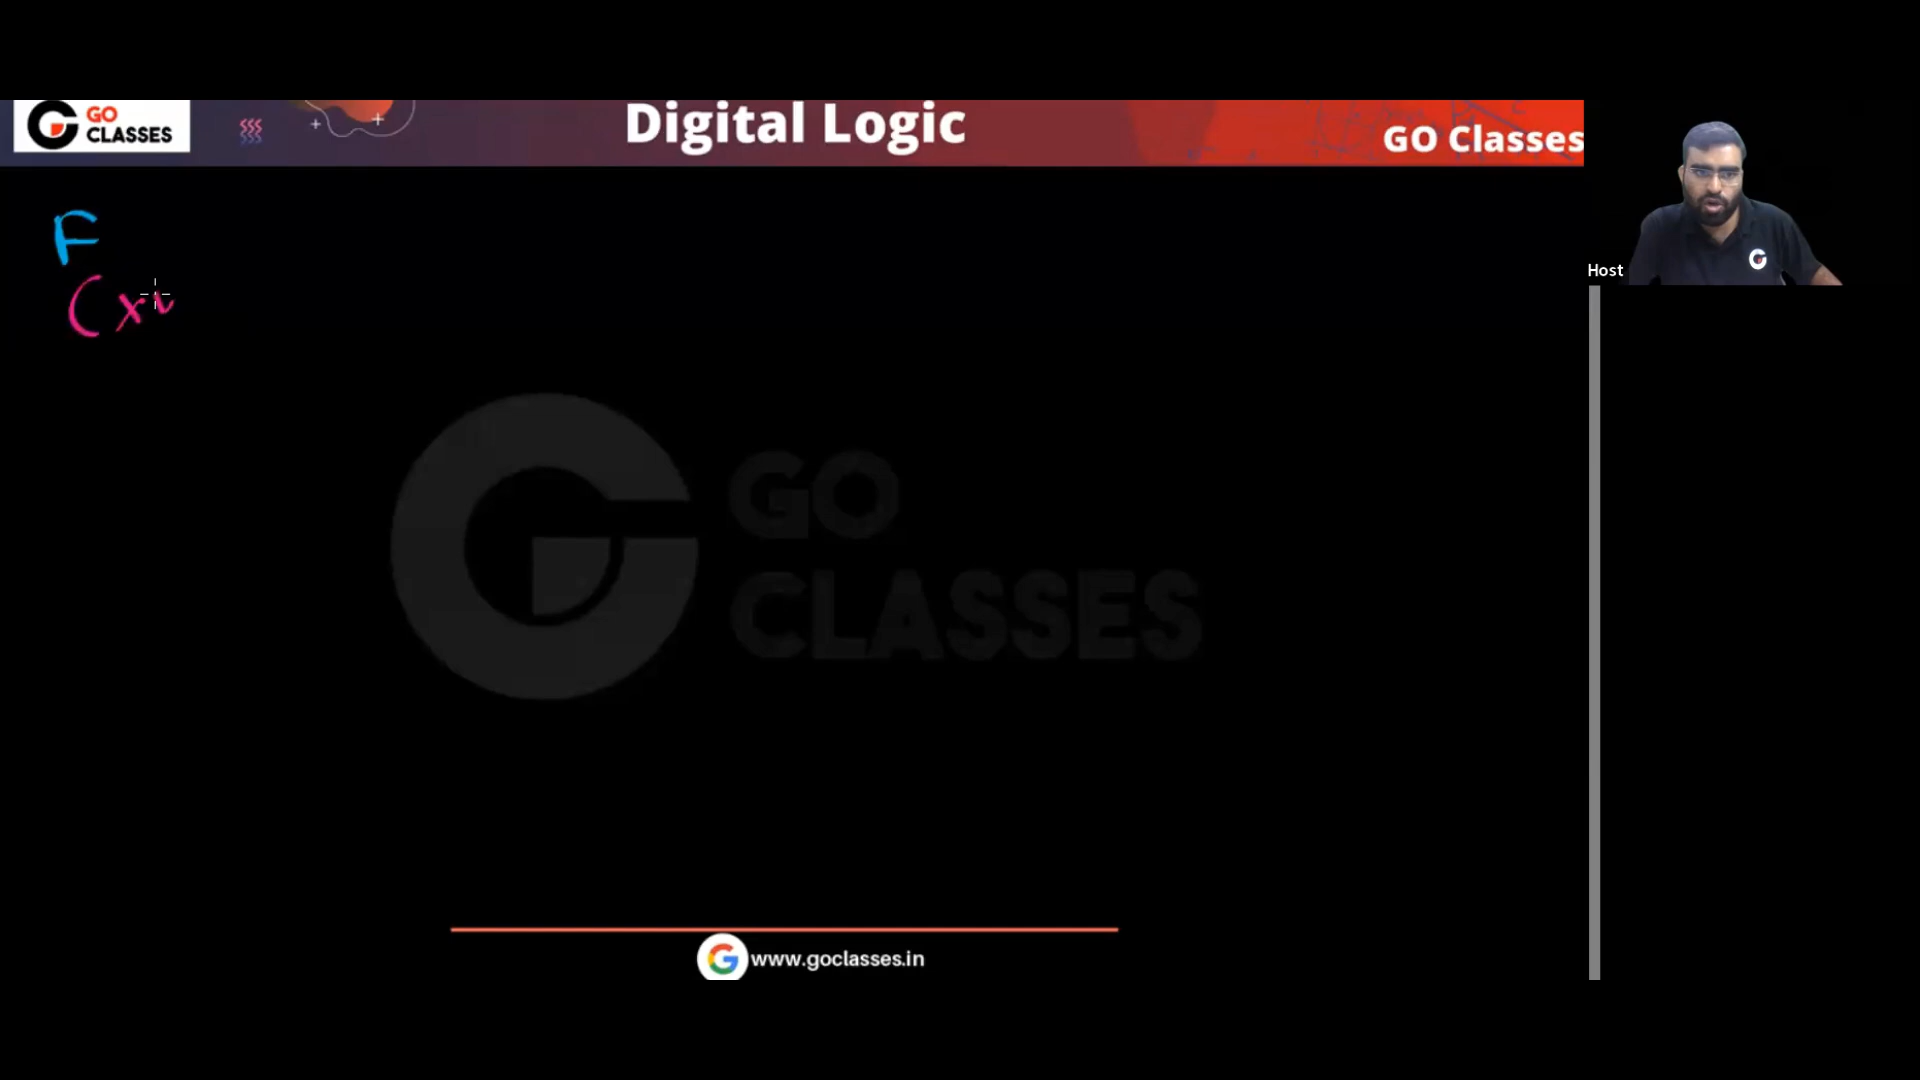 GO
CLASSES
Digital Logic
GO Classes
F
(x
Host
GO
CLASSES
www.goclasses.in